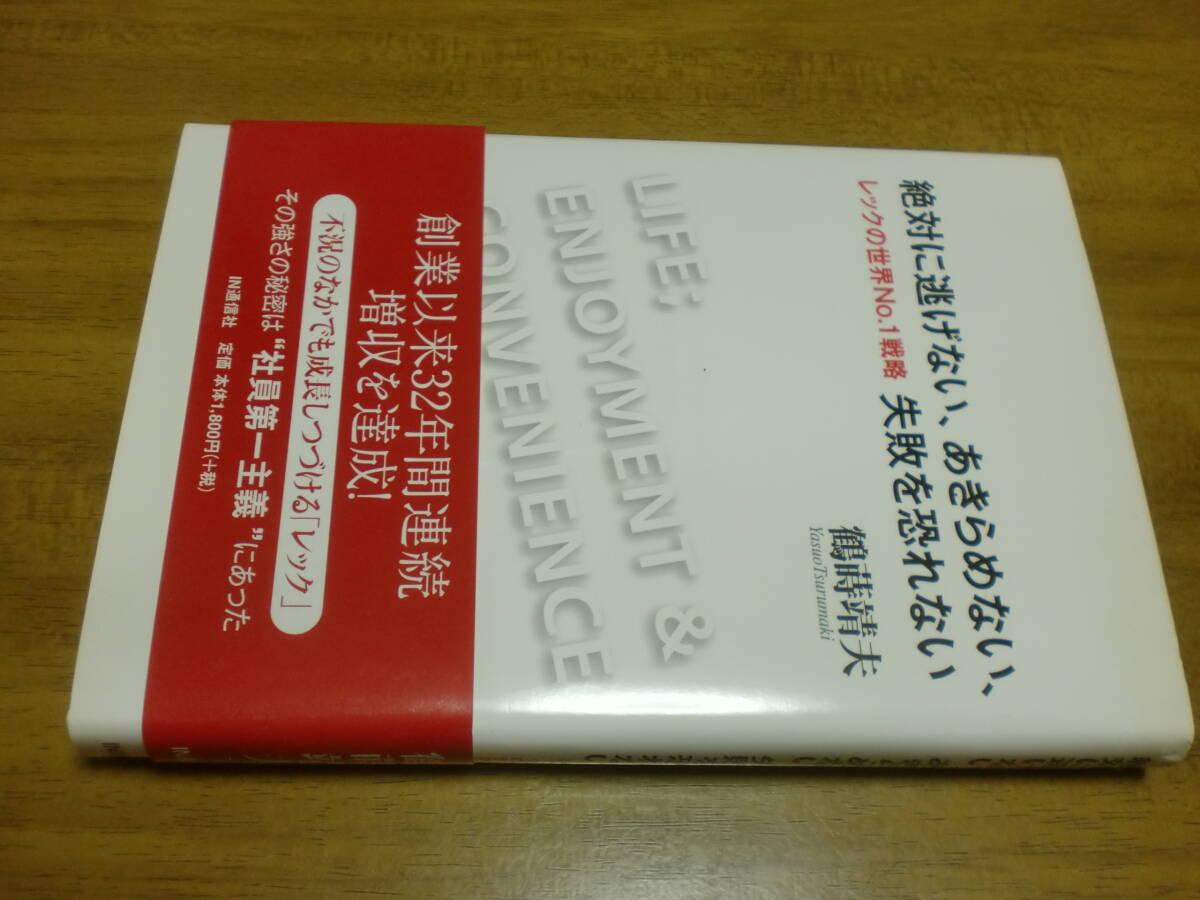 絶対に逃げない、あきらめない、
失敗を恐れない
レックの世界No.1戦略
鶴蒔靖夫
YasuoTsurumaki
LIFE;
ENJOYMENT &
CONVENIENCE
創業以来32年間連続
増収を達成!
不況のなかでも成長しつづける「レック」
その強さの秘密は“社員第一主義”にあった
IN通信社 定価 本体1,800円(+税)